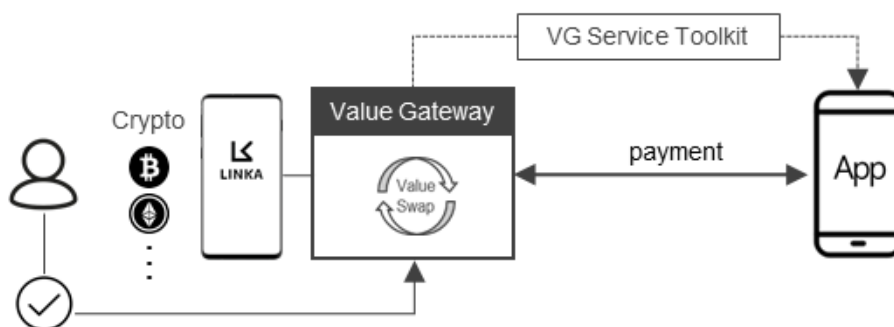 VG Service Toolkit
Crypto
LINKA
Value Gateway
Value
Swap
payment
App